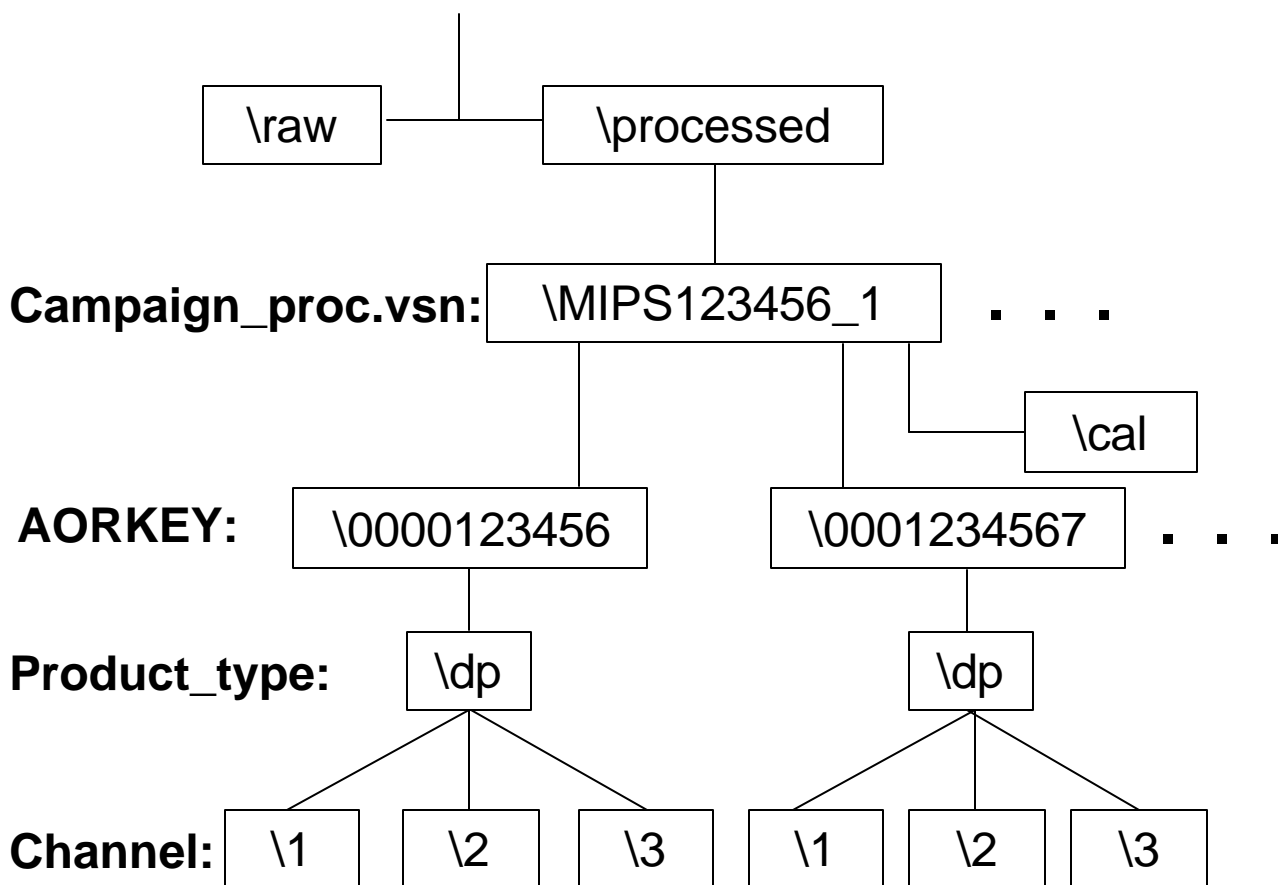 \raw \processed
Campaign_proc.vsn: \MIPS123456_1 . . .
\cal
AORKEY: \0000123456 \0001234567 . . .
Product_type: \dp \dp
Channel: \1 \2 \3 \1 \2 \3